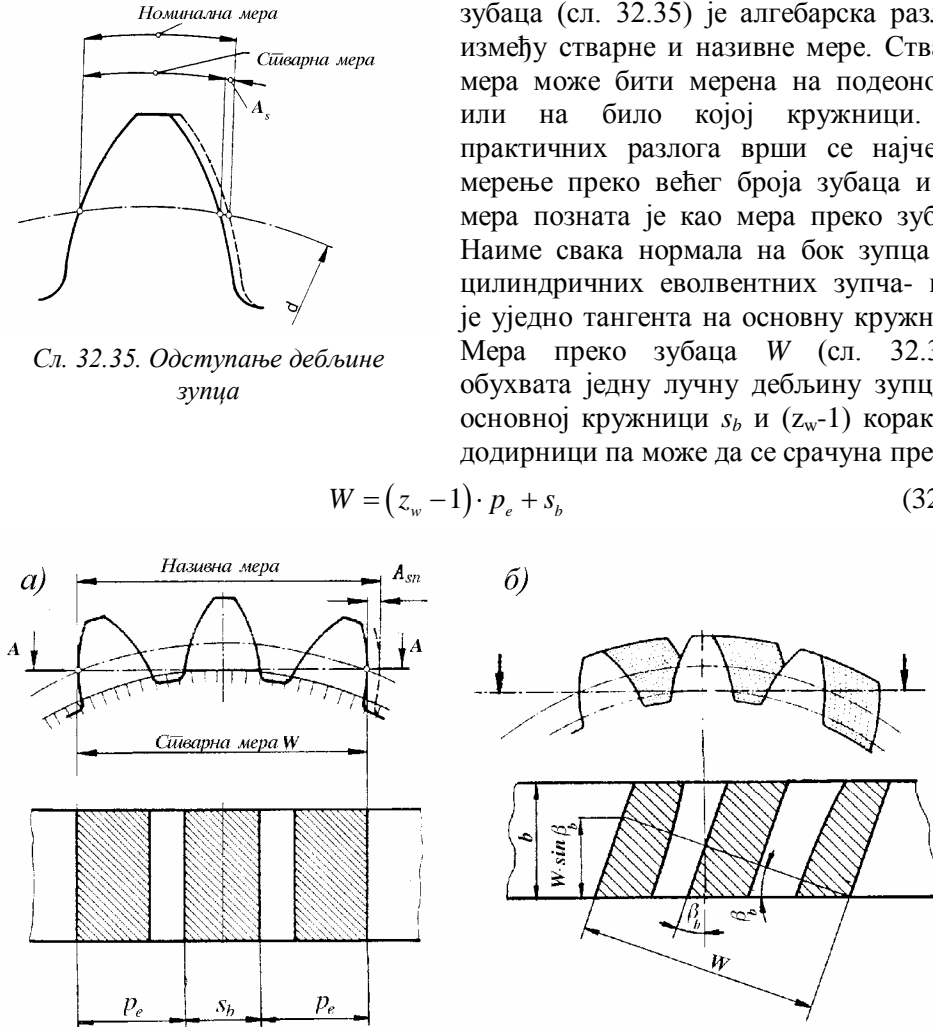 Номинална мера
Стварна мера
A_s
d
Сл. 32.35. Одступање дебљине
зупца
зубаца (сл. 32.35) је алгебарска разл
између стварне и називне мере. Ства
мера може бити мерена на подеоно
или на било којој кружници.
практичних разлога врши се најче
мерење преко већег броја зубаца и
мера позната је као мера преко зуб
Наиме свака нормала на бок зупца
цилиндричних еволвентних зупча-
је уједно тангента на основну кружн
Мера преко зубаца W (сл. 32.3
обухвата једну лучну дебљину зупц
основној кружници s_b и (z_w-1) корак
додирници па може да се срачуна пре
W = (z_w − 1) · p_e + s_b (32
а)
Називна мера
A_sn
A A
Стварна мера W
p_e s_b p_e
б)
b
W·sin β_b
β_b
β_b
W